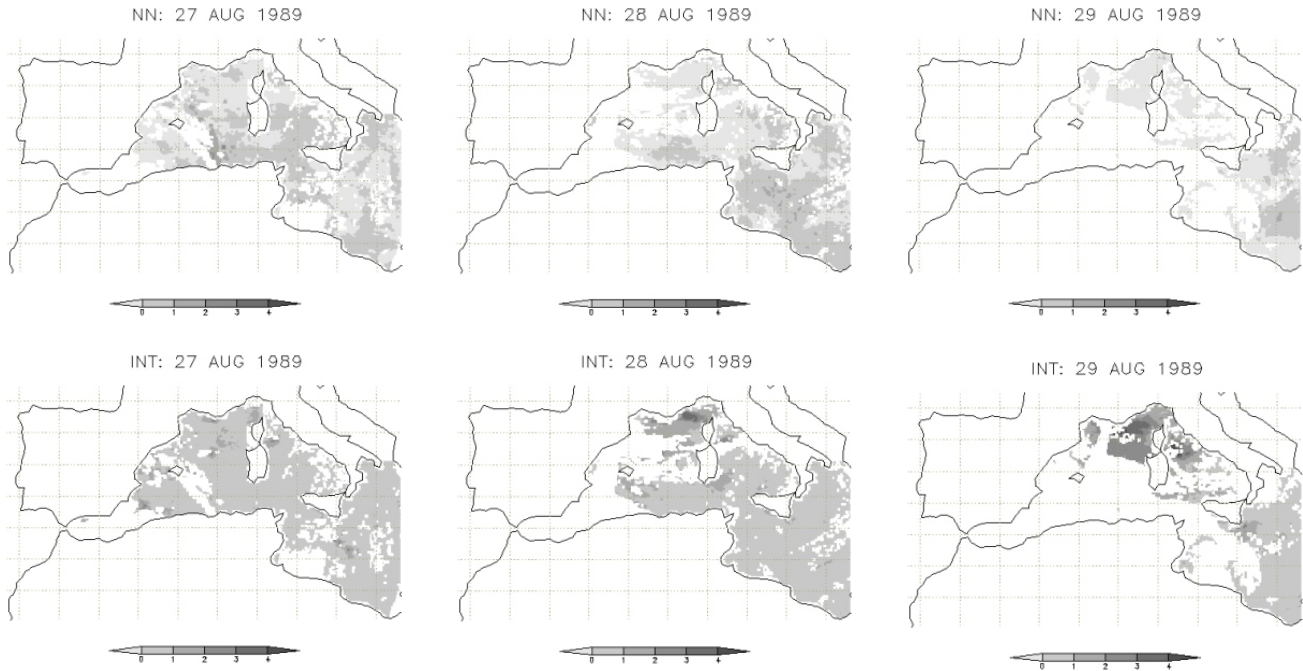 NN: 27 AUG 1989
NN: 28 AUG 1989
NN: 29 AUG 1989
0 1 2 3 4
0 1 2 3 4
0 1 2 3 4
INT: 27 AUG 1989
INT: 28 AUG 1989
INT: 29 AUG 1989
0 1 2 3 4
0 1 2 3 4
0 1 2 3 4